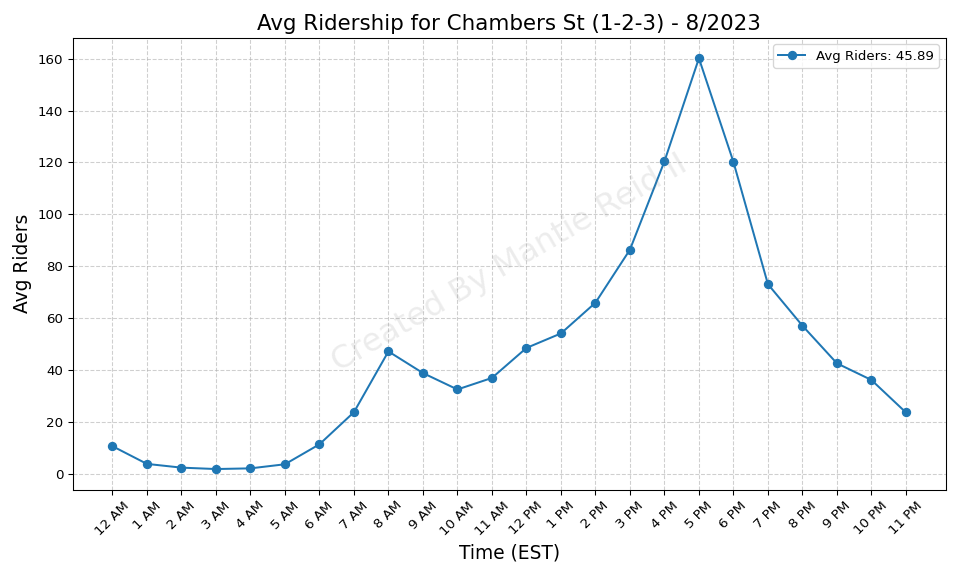 Avg Ridership for Chambers St (1-2-3) - 8/2023
Avg Riders: 45.89
Avg Riders
160
140
120
100
80
60
40
20
0
Created By Mantle Reid II
12 AM
1 AM
2 AM
3 AM
4 AM
5 AM
6 AM
7 AM
8 AM
9 AM
10 AM
11 AM
12 PM
1 PM
2 PM
3 PM
4 PM
5 PM
6 PM
7 PM
8 PM
9 PM
10 PM
11 PM
Time (EST)